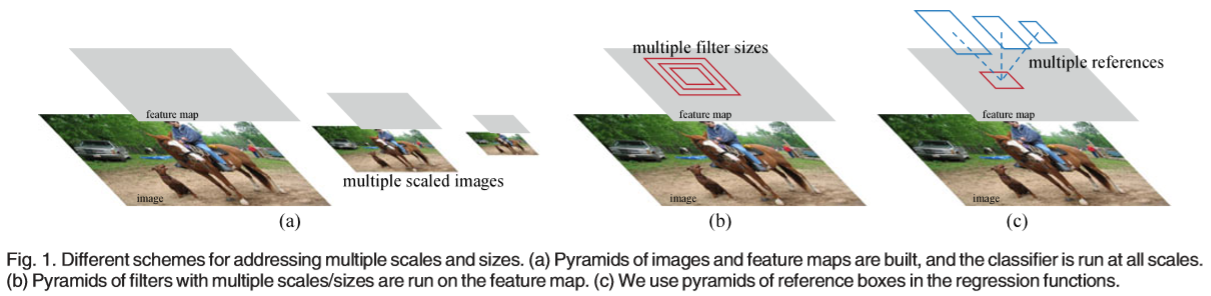 multiple filter sizes
multiple references
feature map
feature map
feature map
multiple scaled images
image
image
image
(a)
(b)
(c)
Fig. 1. Different schemes for addressing multiple scales and sizes. (a) Pyramids of images and feature maps are built, and the classifier is run at all scales.
(b) Pyramids of filters with multiple scales/sizes are run on the feature map. (c) We use pyramids of reference boxes in the regression functions.